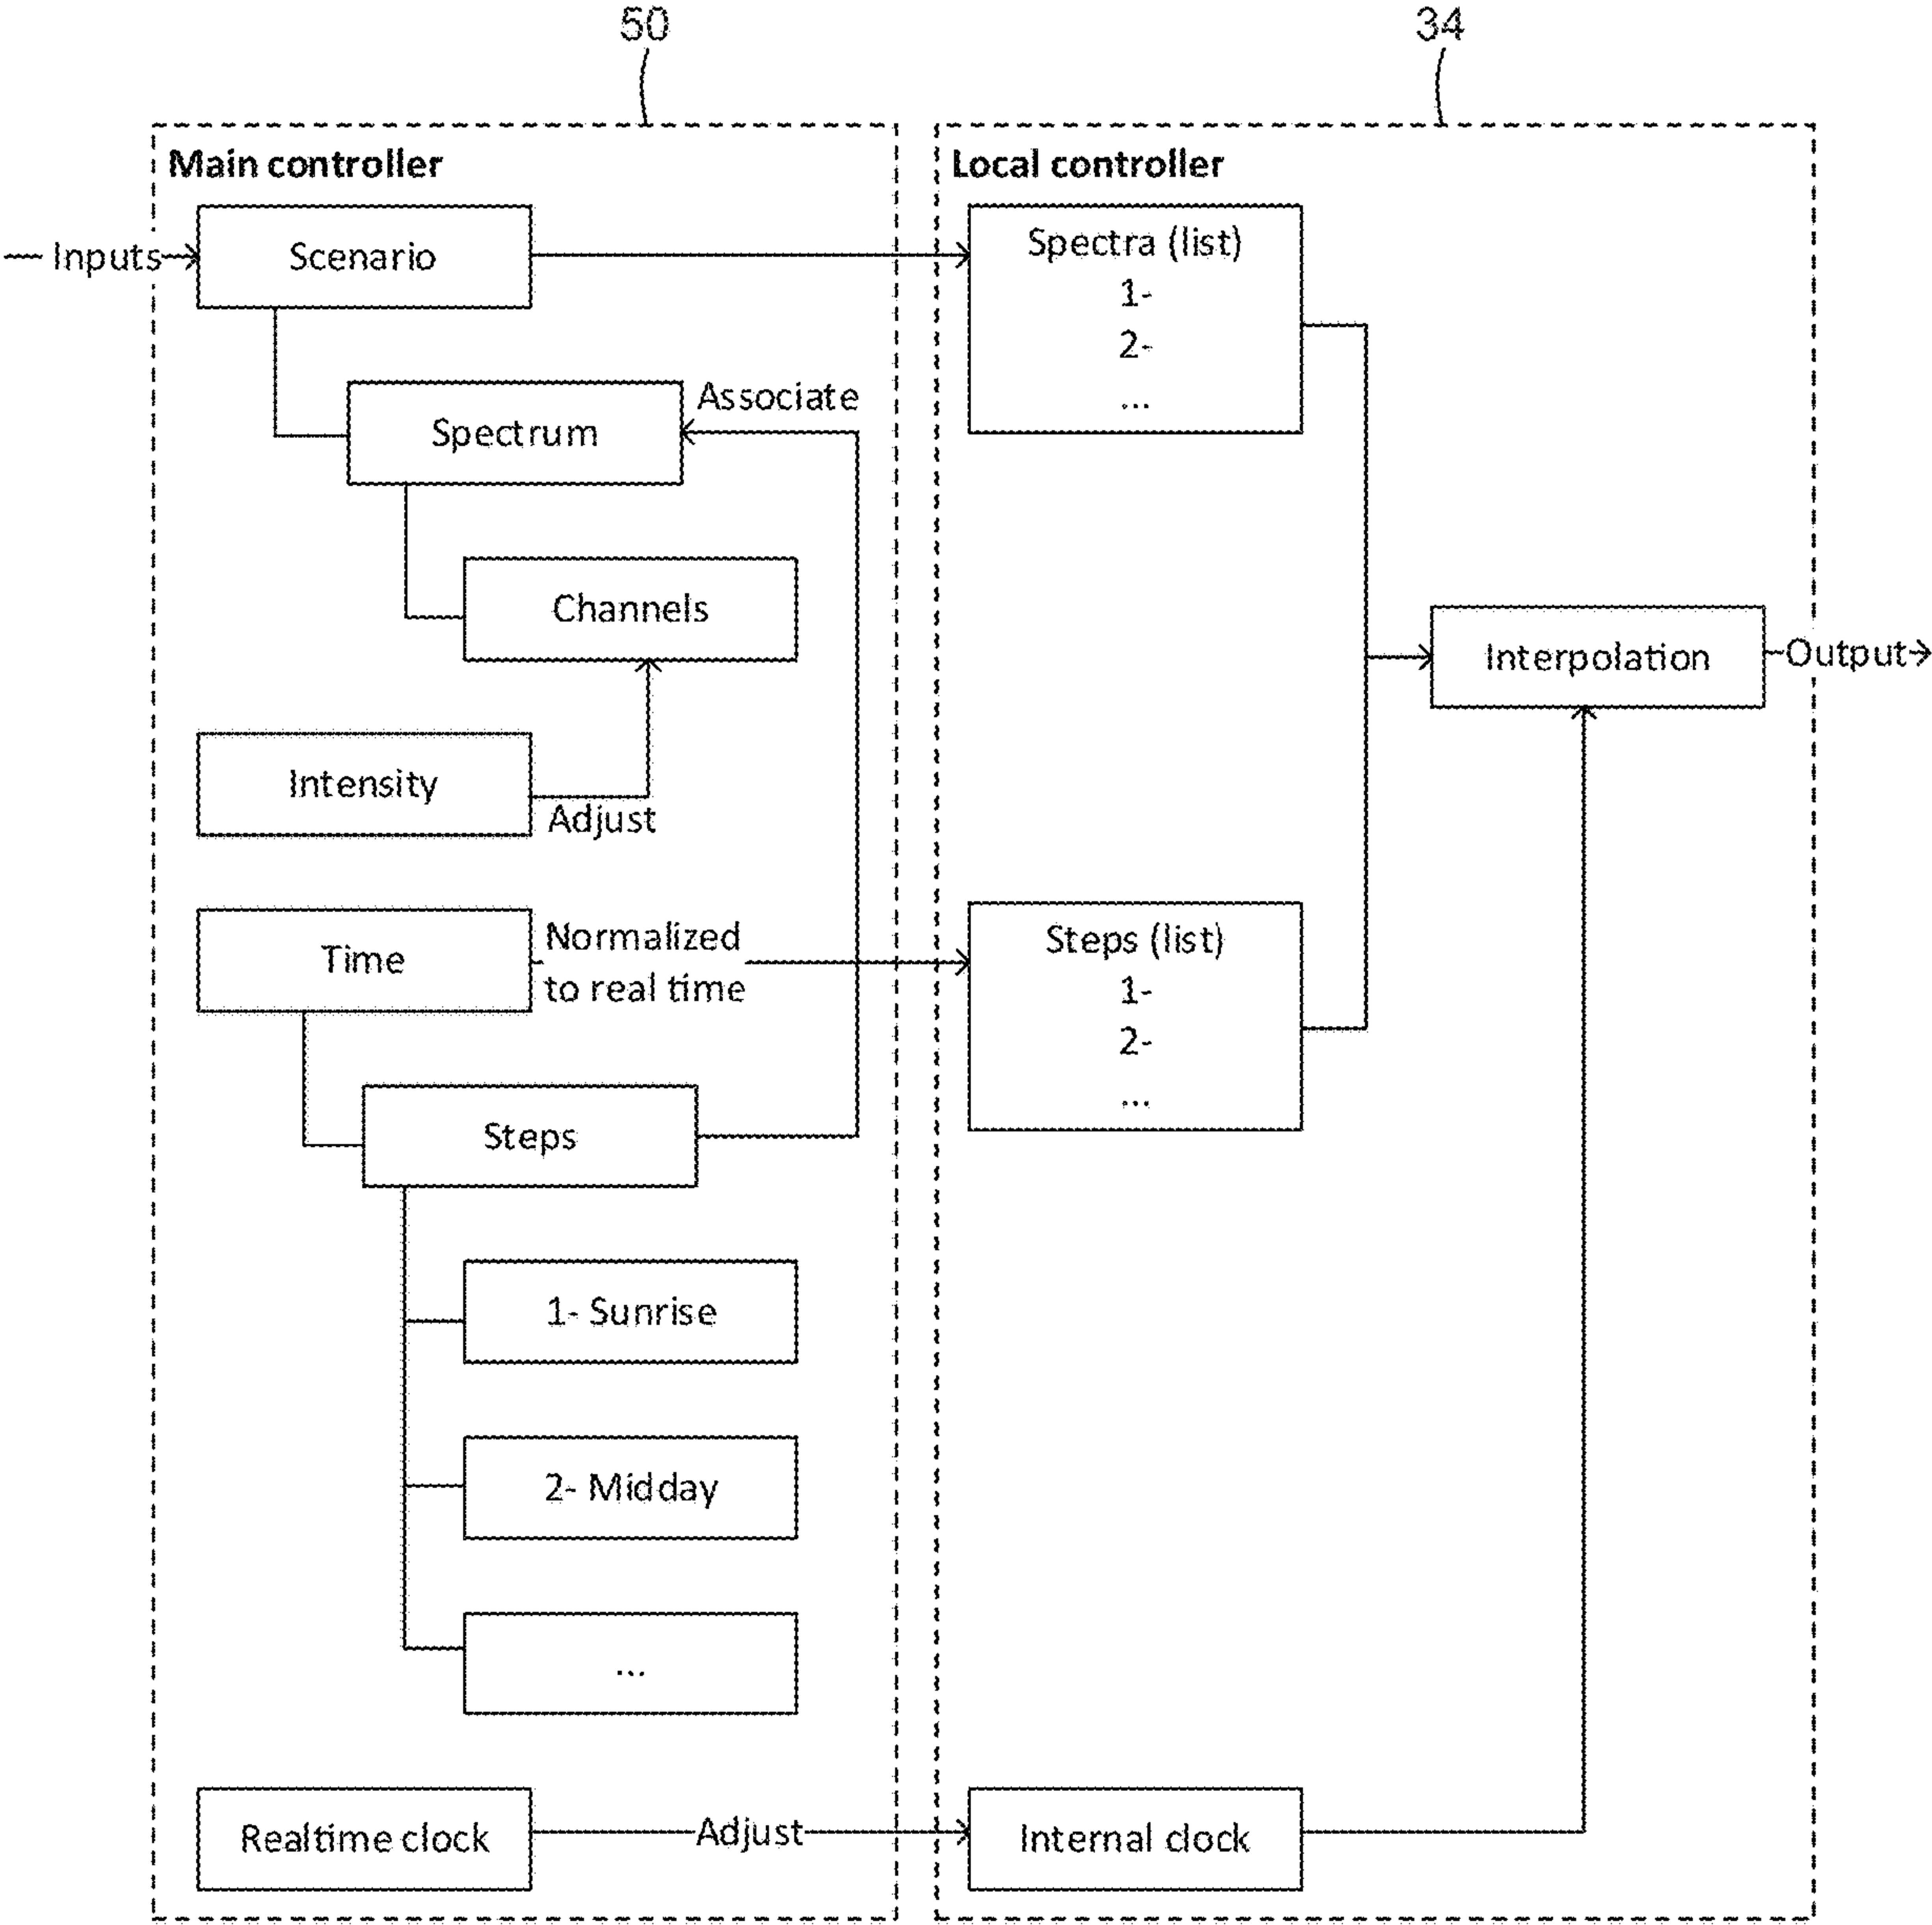 50
34
Main controller
Inputs
Scenario
Spectrum
Associate
Channels
Intensity
Adjust
Time
Normalized
to real time
Steps
1- Sunrise
2- Midday
...
Realtime clock
Adjust
Local controller
Spectra (list)
1-
2-
...
Interpolation
Output
Steps (list)
1-
2-
...
Internal clock